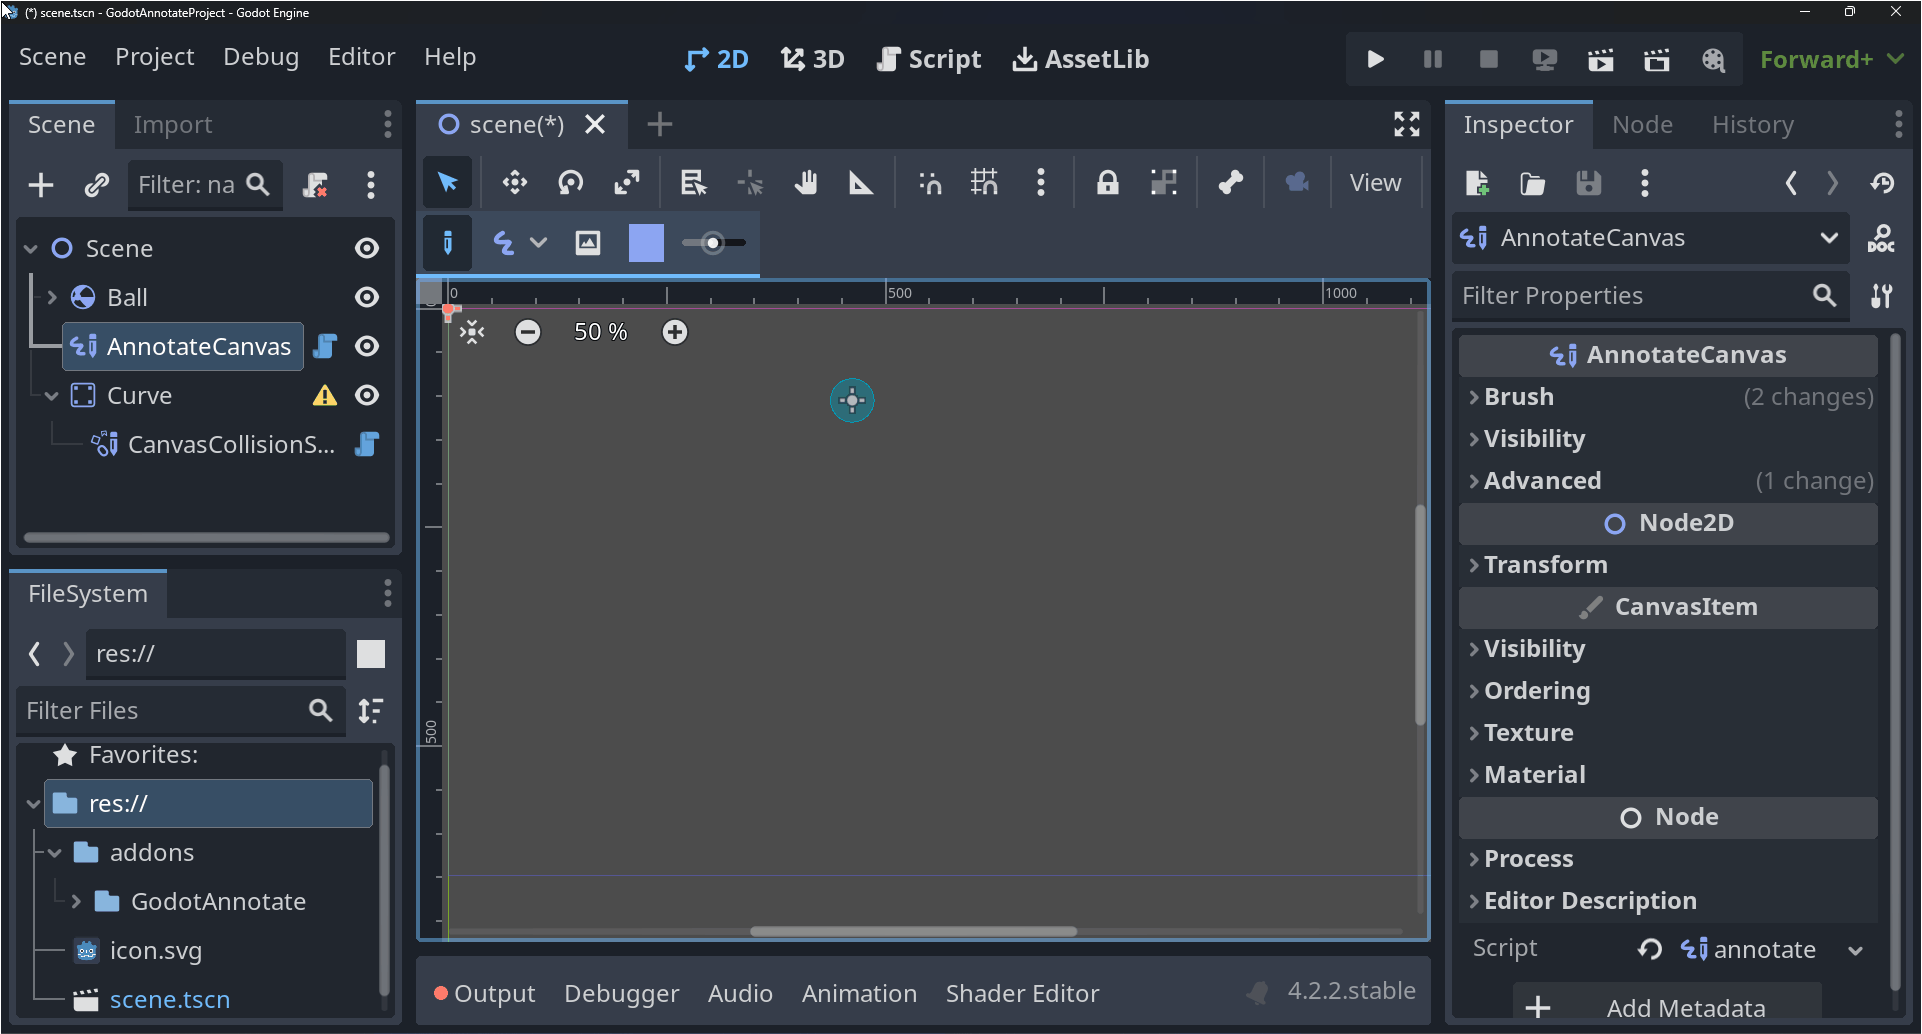 (*) scene.tscn - GodotAnnotateProject - Godot Engine
Scene Project Debug Editor Help
2D 3D Script AssetLib
Forward+
Scene Import
Filter: na
Scene
Ball
AnnotateCanvas
Curve
CanvasCollisionS...
FileSystem
res://
Filter Files
Favorites:
res://
addons
GodotAnnotate
icon.svg
scene.tscn
scene(*)
View
0 500 1000
50 %
500
Output Debugger Audio Animation Shader Editor 4.2.2.stable
Inspector Node History
AnnotateCanvas
DOC
Filter Properties
AnnotateCanvas
Brush (2 changes)
Visibility
Advanced (1 change)
Node2D
Transform
CanvasItem
Visibility
Ordering
Texture
Material
Node
Process
Editor Description
Script annotate
Add Metadata